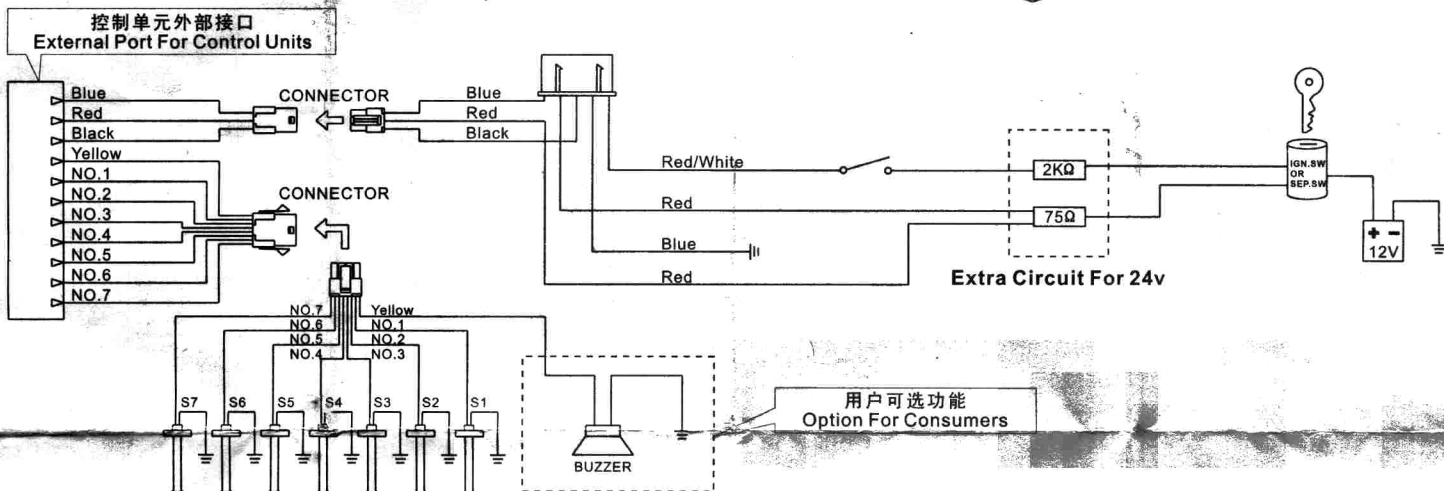 控制单元外部接口
External Port For Control Units
Blue
Red
Black
Yellow
NO.1
NO.2
NO.3
NO.4
NO.5
NO.6
NO.7
CONNECTOR
CONNECTOR
Blue
Red
Black
Red/White
Red
Blue
Red
2KΩ
75Ω
Extra Circuit For 24v
IGN.SW
OR
SEP.SW
+ -
12V
NO.7 Yellow
NO.6 NO.1
NO.5 NO.2
NO.4 NO.3
S7 S6 S5 S4 S3 S2 S1
BUZZER
用户可选功能
Option For Consumers